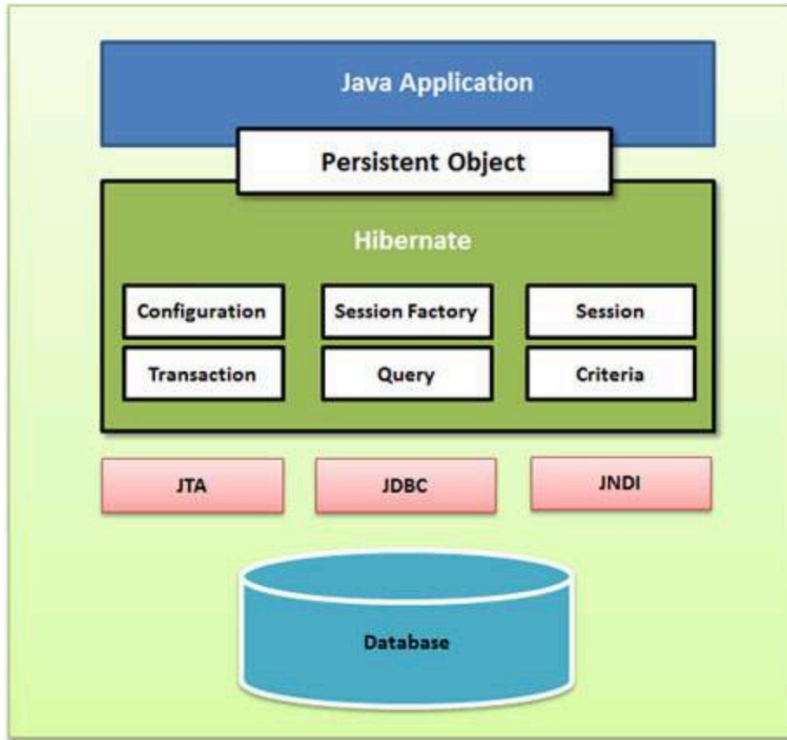 Java Application
Persistent Object
Hibernate
Configuration
Session Factory
Session
Transaction
Query
Criteria
JTA
JDBC
JNDI
Database